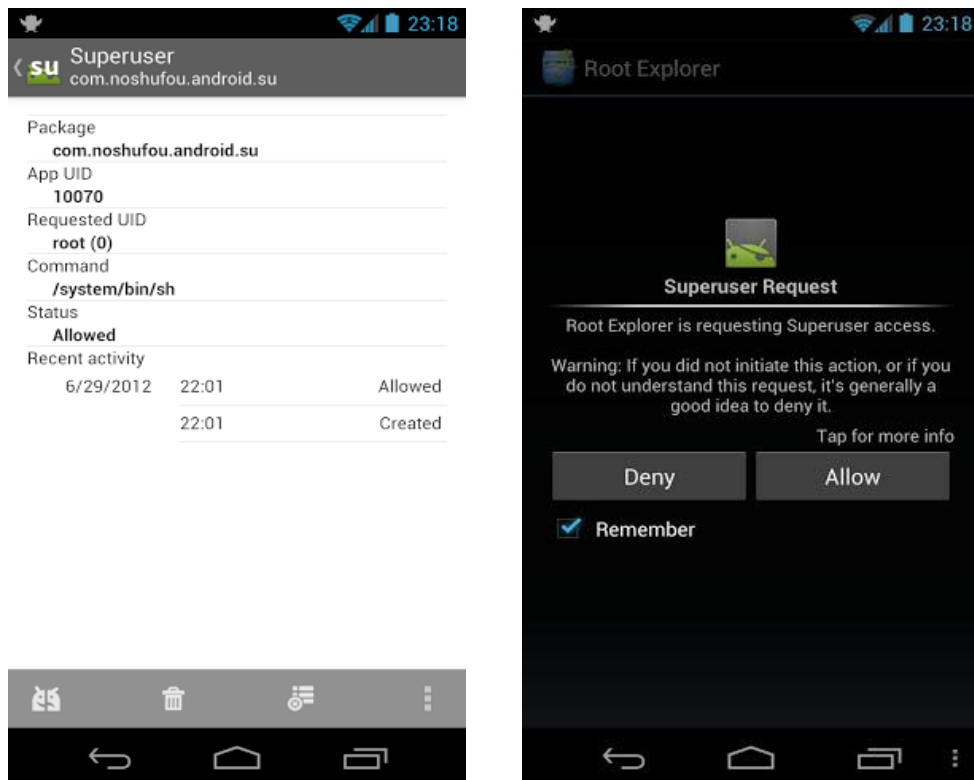 23:18
su Superuser
com.noshufou.android.su
Package
com.noshufou.android.su
App UID
10070
Requested UID
root (0)
Command
/system/bin/sh
Status
Allowed
Recent activity
6/29/2012 22:01 Allowed
22:01 Created
23:18
Root Explorer
Superuser Request
Root Explorer is requesting Superuser access.
Warning: If you did not initiate this action, or if you
do not understand this request, it's generally a
good idea to deny it.
Tap for more info
Deny Allow
Remember